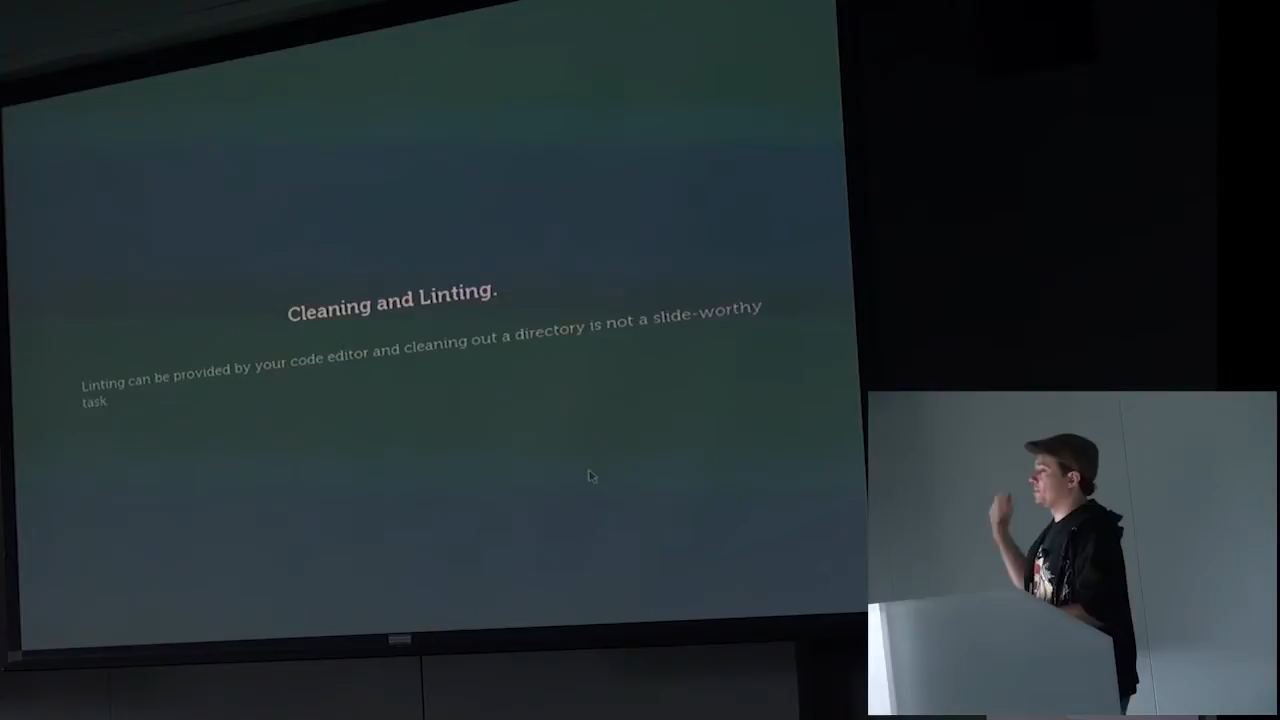 Cleaning and Linting.
Linting can be provided by your code editor and cleaning out a directory is not a slide-worthy
task.